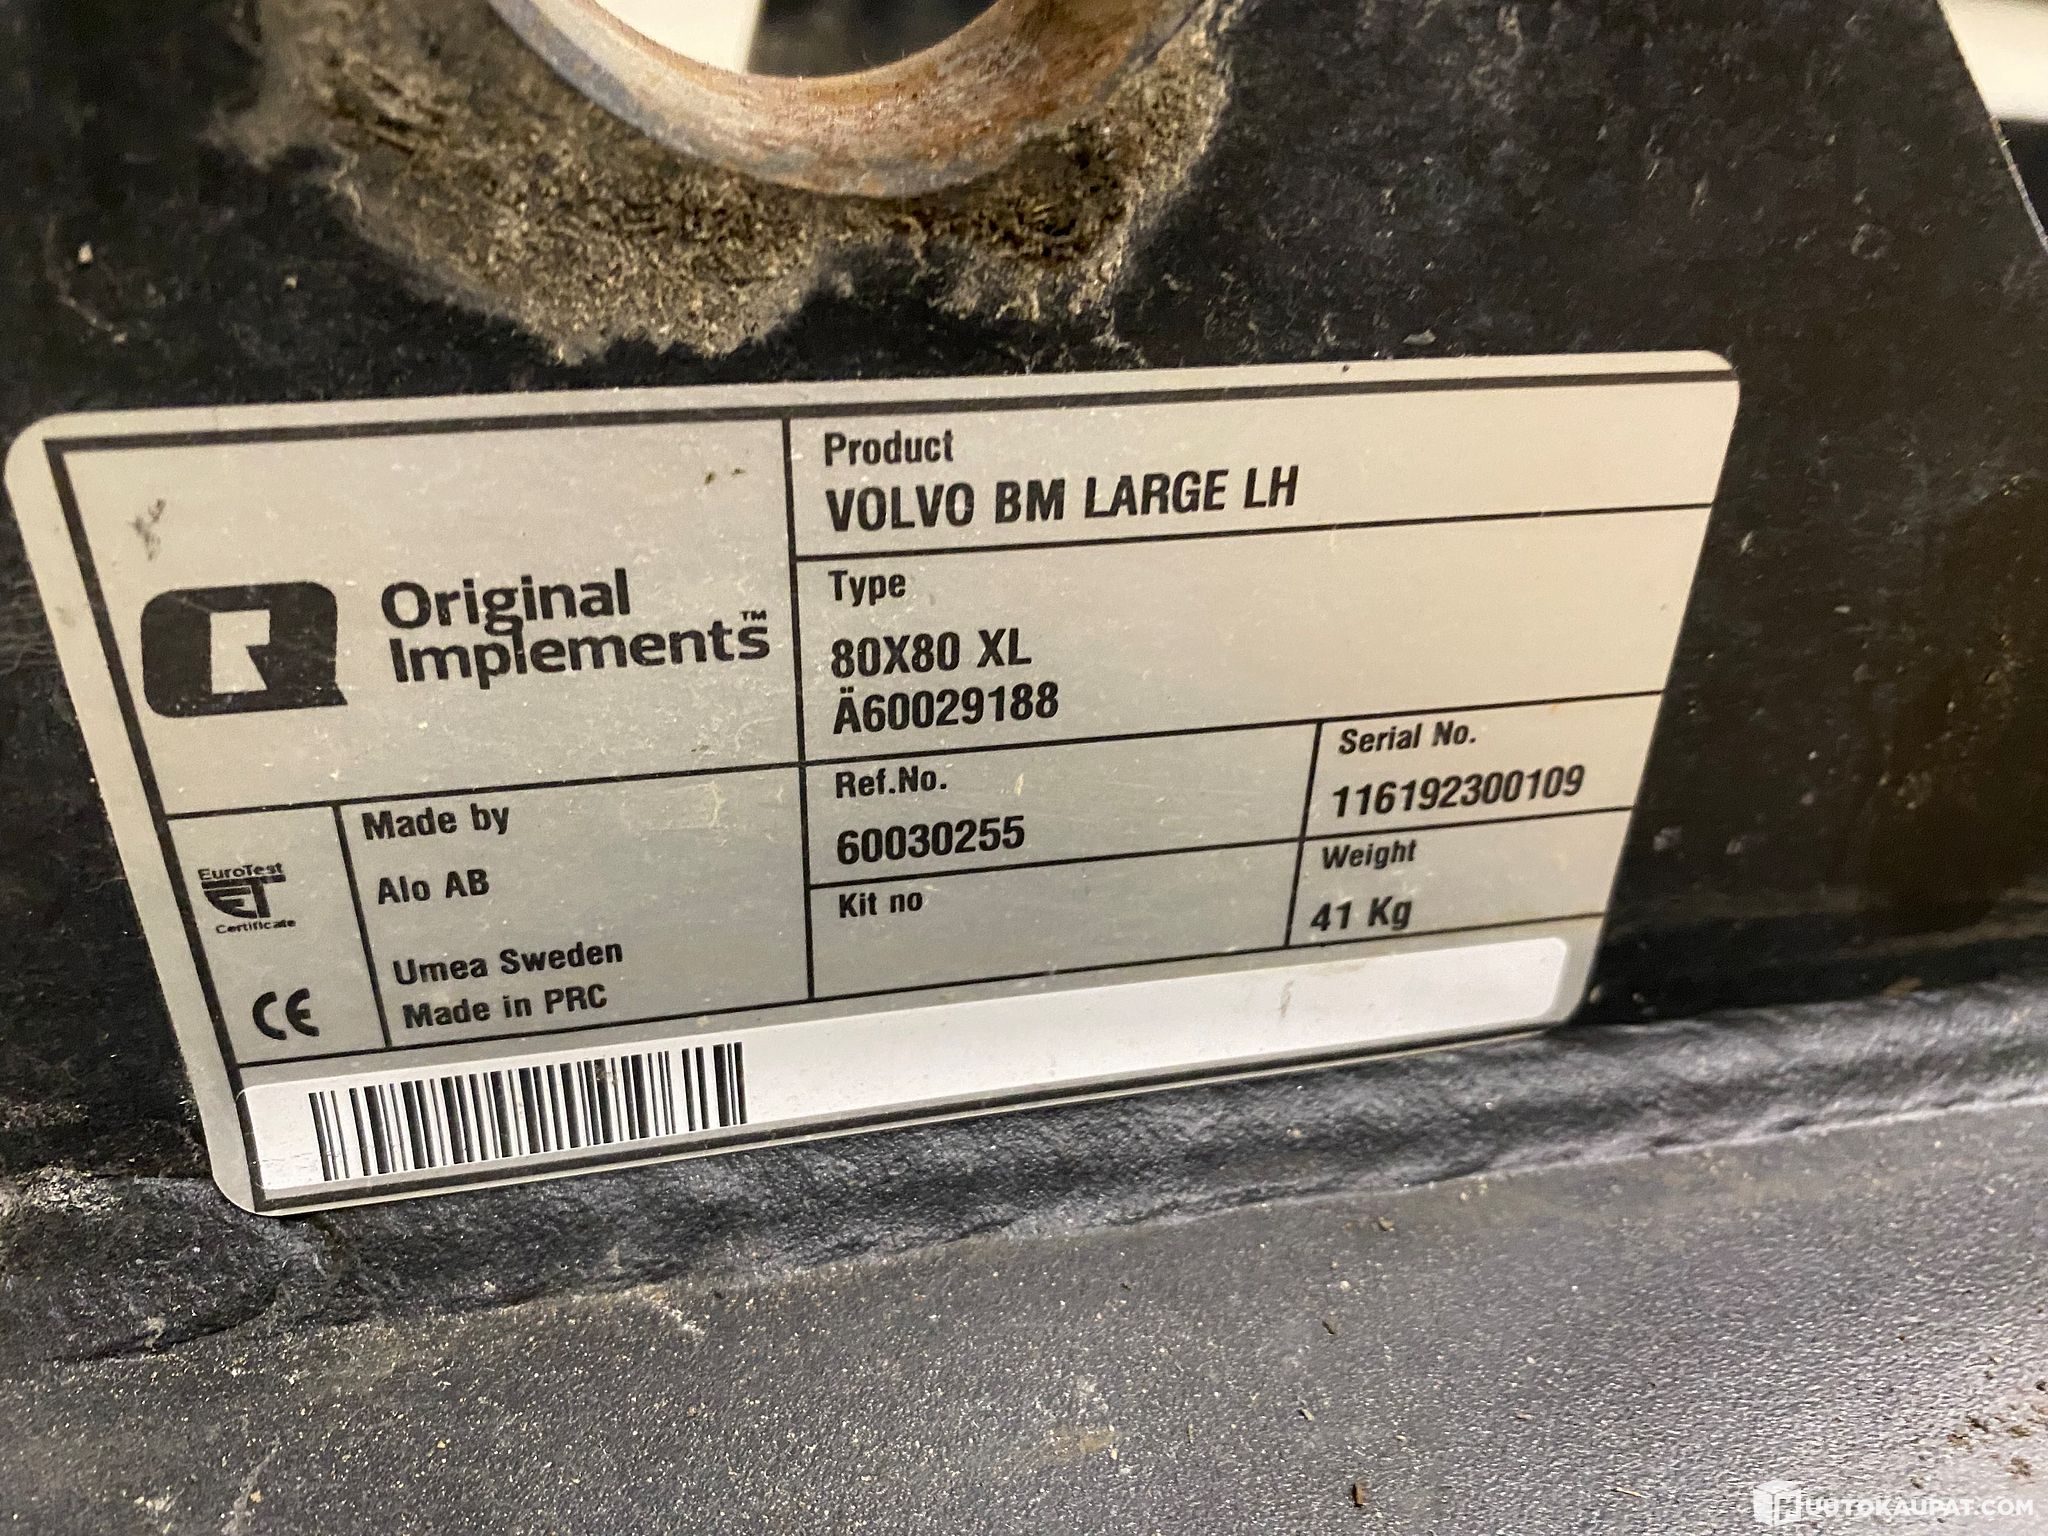 Product
VOLVO BM LARGE LH
Original
Implements™
Type
80X80 XL
Ä60029188
Ref.No.
60030255
Serial No.
116192300109
Kit no
Weight
41 Kg
EuroTest
ET
Certificate
CE
Made by
Alo AB
Umea Sweden
Made in PRC
HUUTOKAUPAT.COM